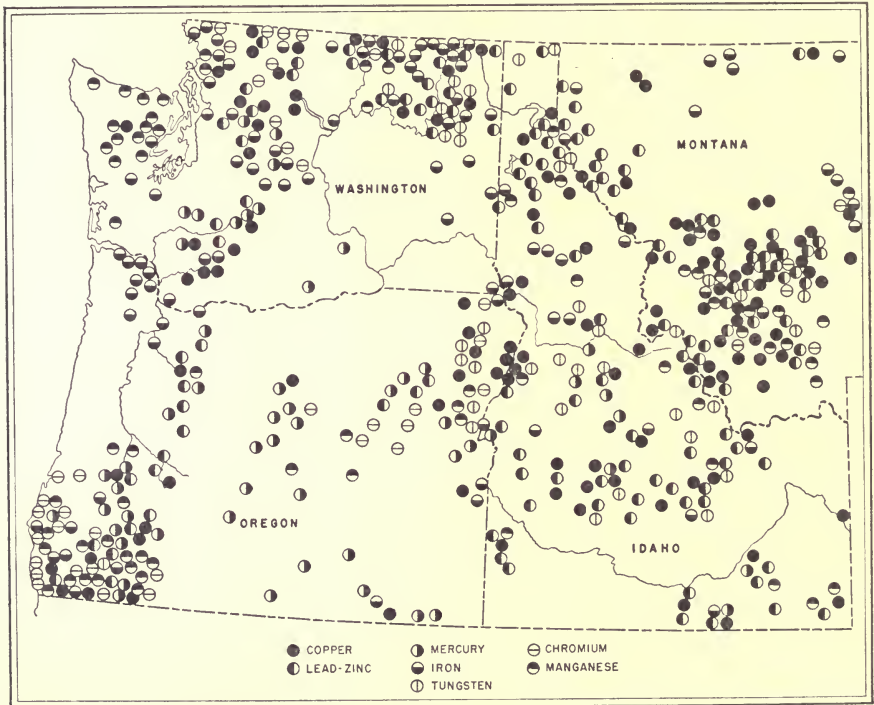 MONTANA
WASHINGTON
OREGON
IDAHO
COPPER
MERCURY
CHROMIUM
LEAD-ZINC
IRON
MANGANESE
TUNGSTEN